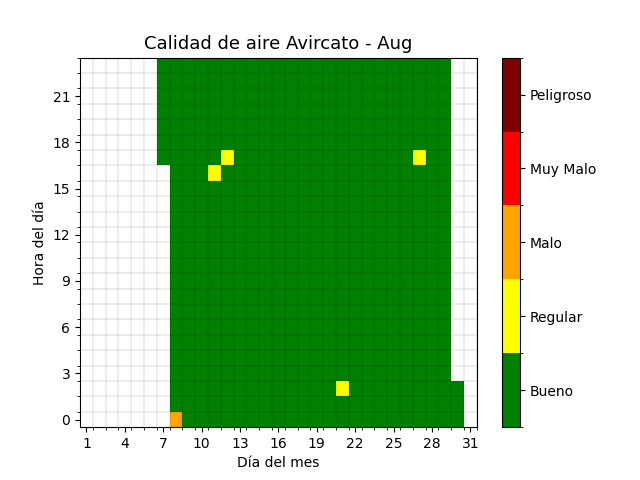 Calidad de aire Avircato - Aug
Hora del día
21
18
15
12
9
6
3
0
1 4 7 10 13 16 19 22 25 28 31
Día del mes
Peligroso
Muy Malo
Malo
Regular
Bueno